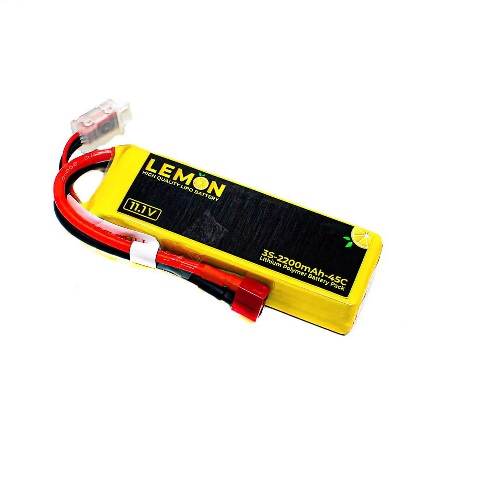 LEMON
HIGH QUALITY LIPO BATTERY
11.1V
3S-2200mAh-45C
Lithium Polymer Battery Pack